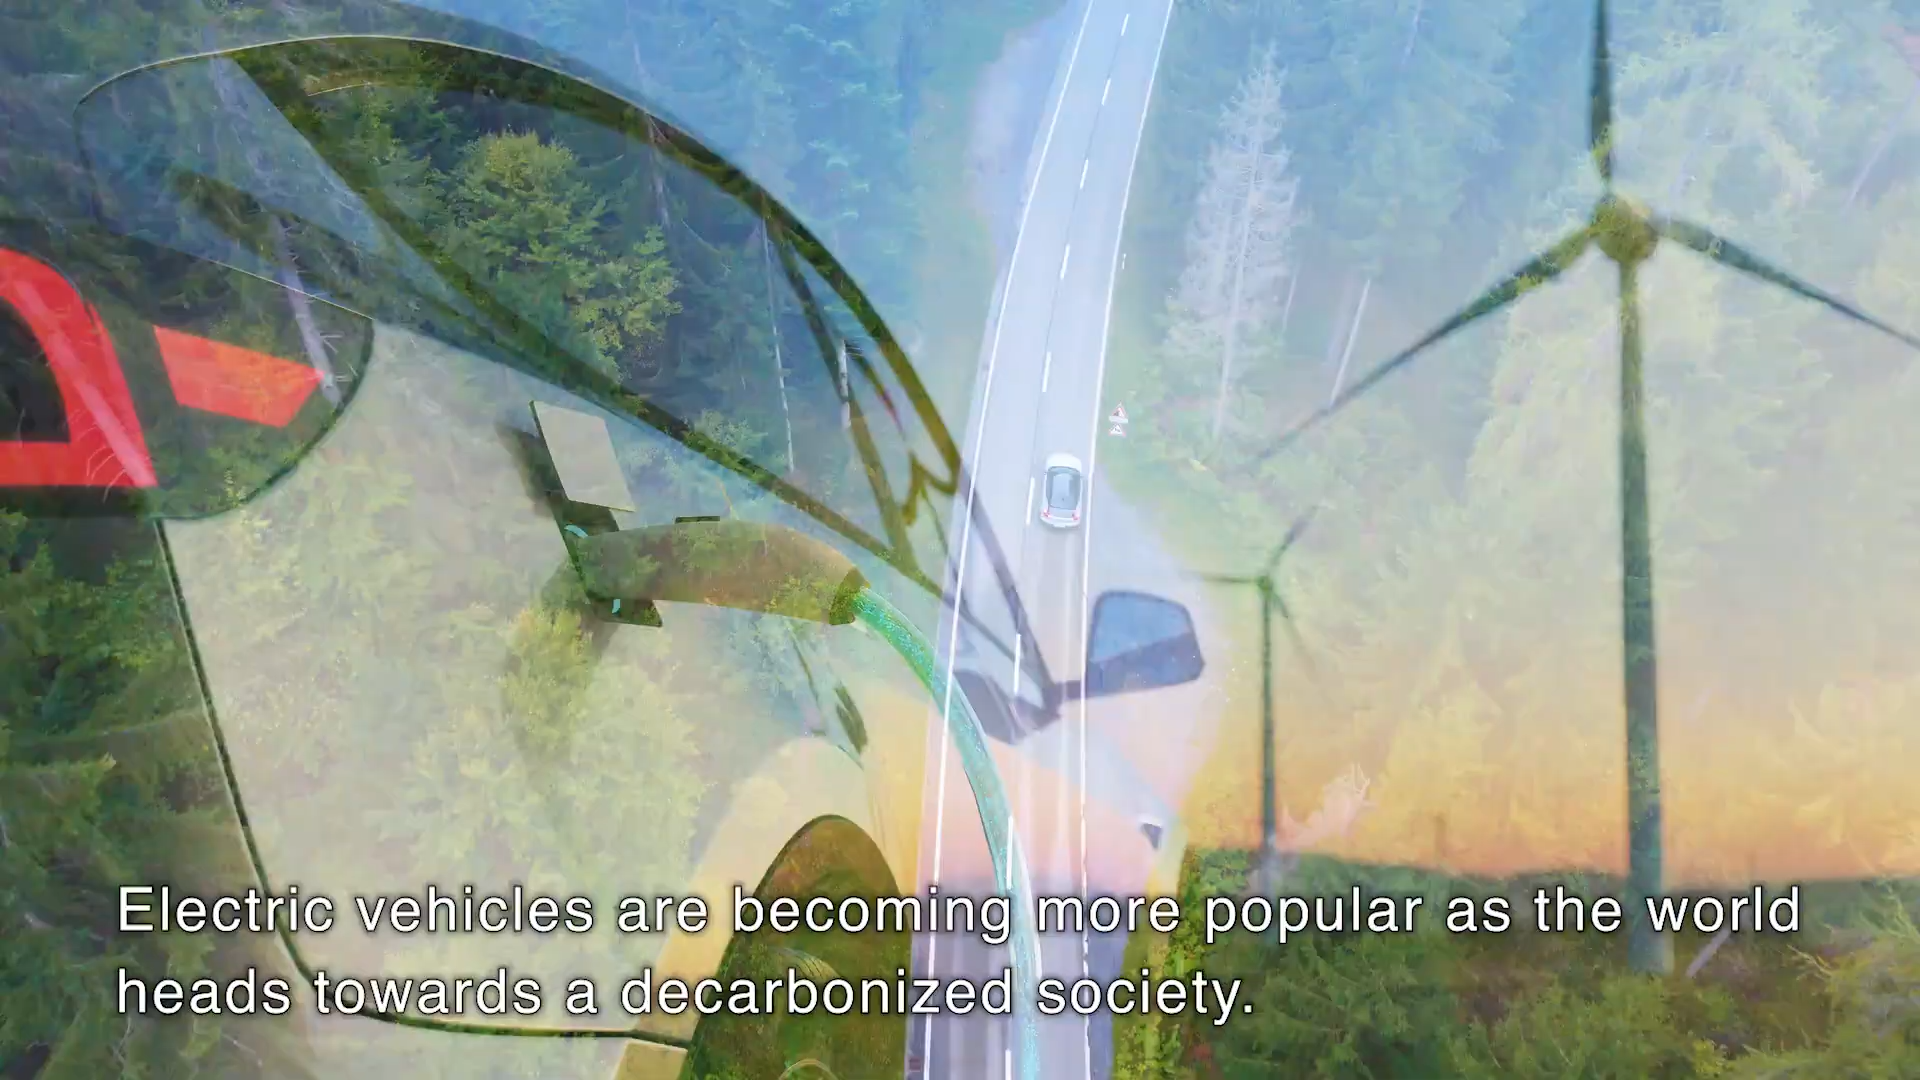 Electric vehicles are becoming more popular as the world
heads towards a decarbonized society.